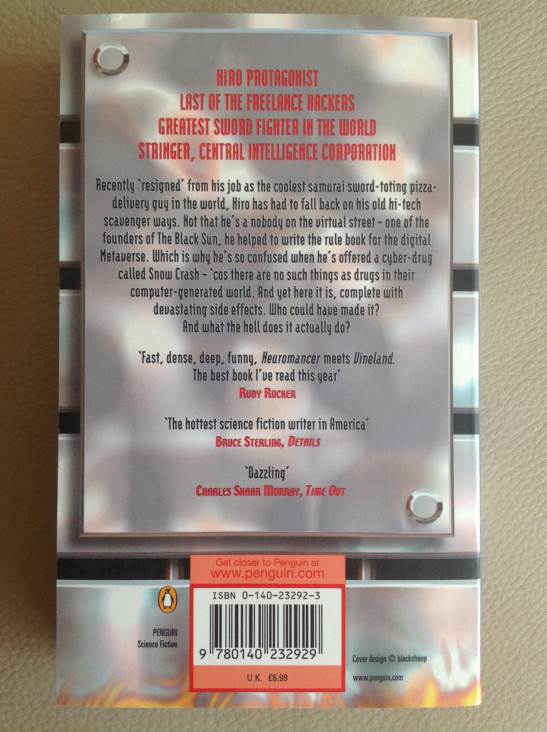 HIRO PROTAGONIST
LAST OF THE FREELANCE HACKERS
GREATEST SWORD FIGHTER IN THE WORLD
STRINGER, CENTRAL INTELLIGENCE CORPORATION
Recently 'resigned' from his job as the coolest samurai sword-toting pizza-
delivery guy in the world, Hiro has had to fall back on his old hi-tech
scavenger ways. Not that he's a nobody on the virtual street – one of the
founders of The Black Sun, he helped to write the rule book for the digital
Metaverse. Which is why he's so confused when he's offered a cyber-drug
called Snow Crash – 'cos there are no such things as drugs in their
computer-generated world. And yet here it is, complete with
devastating side effects. Who could have made it?
And what the hell does it actually do?
'Fast, dense, deep, funny, Neuromancer meets Vineland.
The best book I've read this year'
RUDY RUCKER
'The hottest science fiction writer in America'
BRUCE STERLING, DETAILS
'Dazzling'
CHARLES SHAAR MURRAY, TIME OUT
Get closer to Penguin at
www.penguin.com
ISBN 0-140-23292-3
9 780140 232929
U.K. £6.99
PENGUIN
Science Fiction
Cover design © blacksheep
www.penguin.com